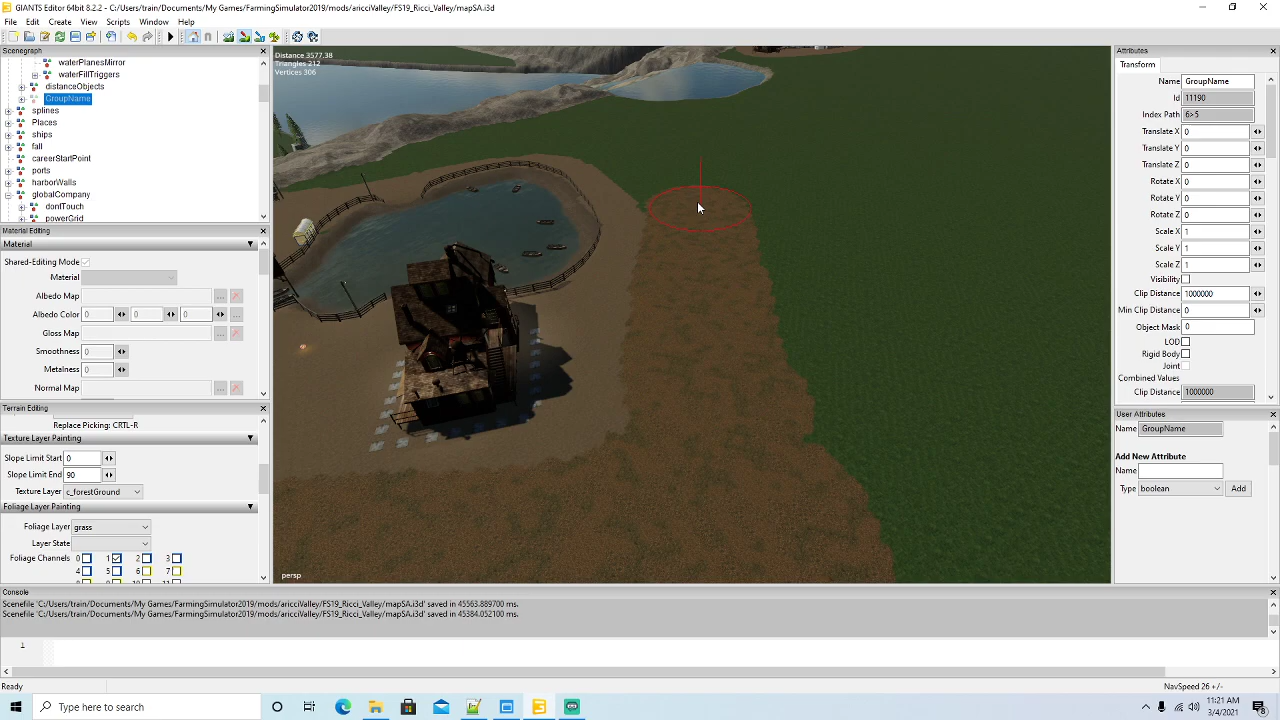 GIANTS Editor 64bit 8.2.2 - C:/Users/train/Documents/My Games/FarmingSimulator2019/mods/aricciValley/FS19_Ricci_Valley/mapSA.i3d*
File Edit Create View Scripts Window Help
Scenegraph
waterPlanesMirror
waterFillTriggers
distanceObjects
GroupName
splines
Places
ships
fall
careerStartPoint
ports
harborWalls
globalCompany
dontTouch
powerGrid
Material Editing
Material
Shared-Editing Mode
Material
Albedo Map ...
Albedo Color 0 0 0 ...
Gloss Map ...
Smoothness 0
Metalness 0
Normal Map ...
Terrain Editing
Replace Picking: CRTL-R
Texture Layer Painting
Slope Limit Start 0
Slope Limit End 90
Texture Layer c_forestGround
Foliage Layer Painting
Foliage Layer grass
Layer State
Foliage Channels 0 1 2 3
4 5 6 7
Distance 3577.38
Triangles 212
Vertices 306
persp
Attributes
Transform
Name GroupName
Id 11190
Index Path 6>5
Translate X 0
Translate Y 0
Translate Z 0
Rotate X 0
Rotate Y 0
Rotate Z 0
Scale X 1
Scale Y 1
Scale Z 1
Visibility
Clip Distance 1000000
Min Clip Distance 0
Object Mask 0
LOD
Rigid Body
Joint
Combined Values
Clip Distance 1000000
User Attributes
Name GroupName
Add New Attribute
Name
Type boolean Add
Console
Scenefile 'C:/Users/train/Documents/My Games/FarmingSimulator2019/mods/aricciValley/FS19_Ricci_Valley/mapSA.i3d' saved in 45563.889700 ms.
Scenefile 'C:/Users/train/Documents/My Games/FarmingSimulator2019/mods/aricciValley/FS19_Ricci_Valley/mapSA.i3d' saved in 45384.052100 ms.
1
Ready
NavSpeed 26 +/-
Type here to search
11:21 AM
3/4/2021